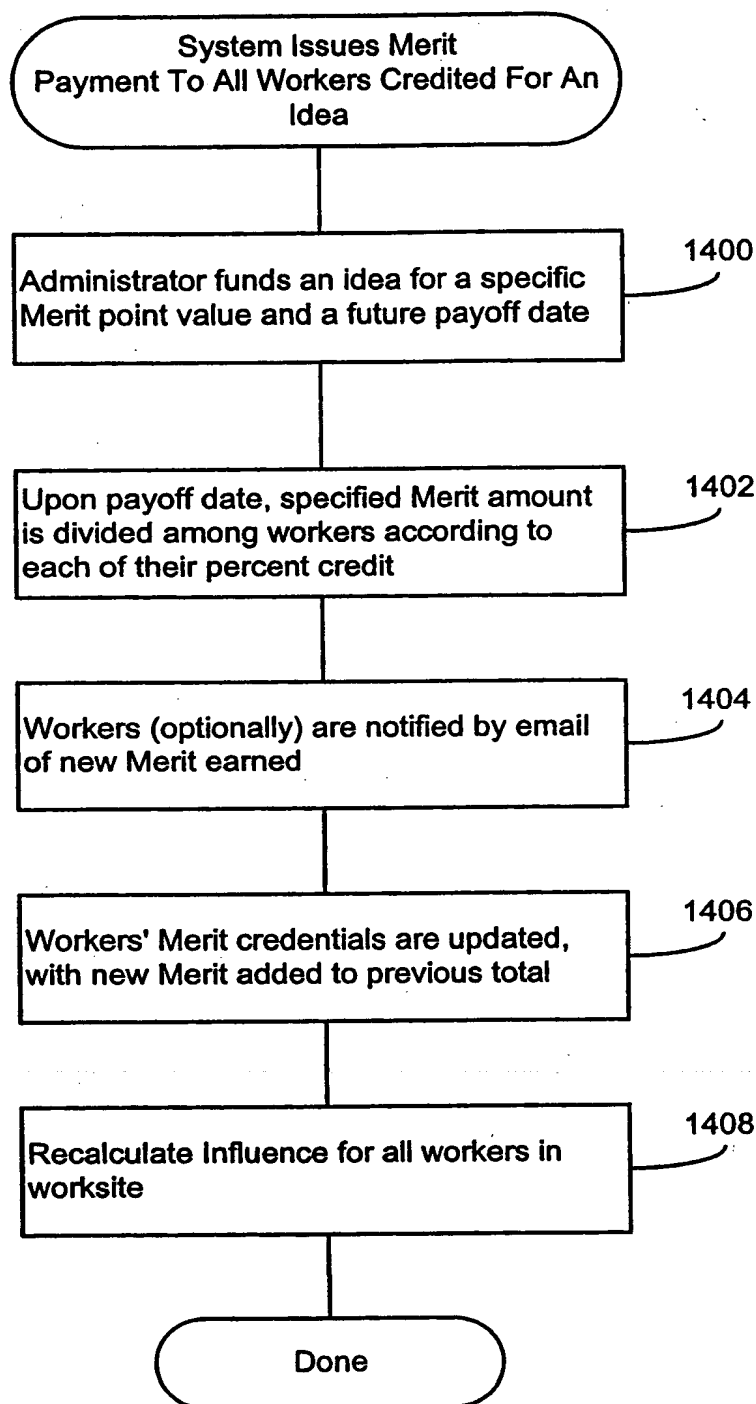 System Issues Merit
Payment To All Workers Credited For An
Idea
1400
Administrator funds an idea for a specific
Merit point value and a future payoff date
1402
Upon payoff date, specified Merit amount
is divided among workers according to
each of their percent credit
1404
Workers (optionally) are notified by email
of new Merit earned
1406
Workers' Merit credentials are updated,
with new Merit added to previous total
1408
Recalculate Influence for all workers in
worksite
Done